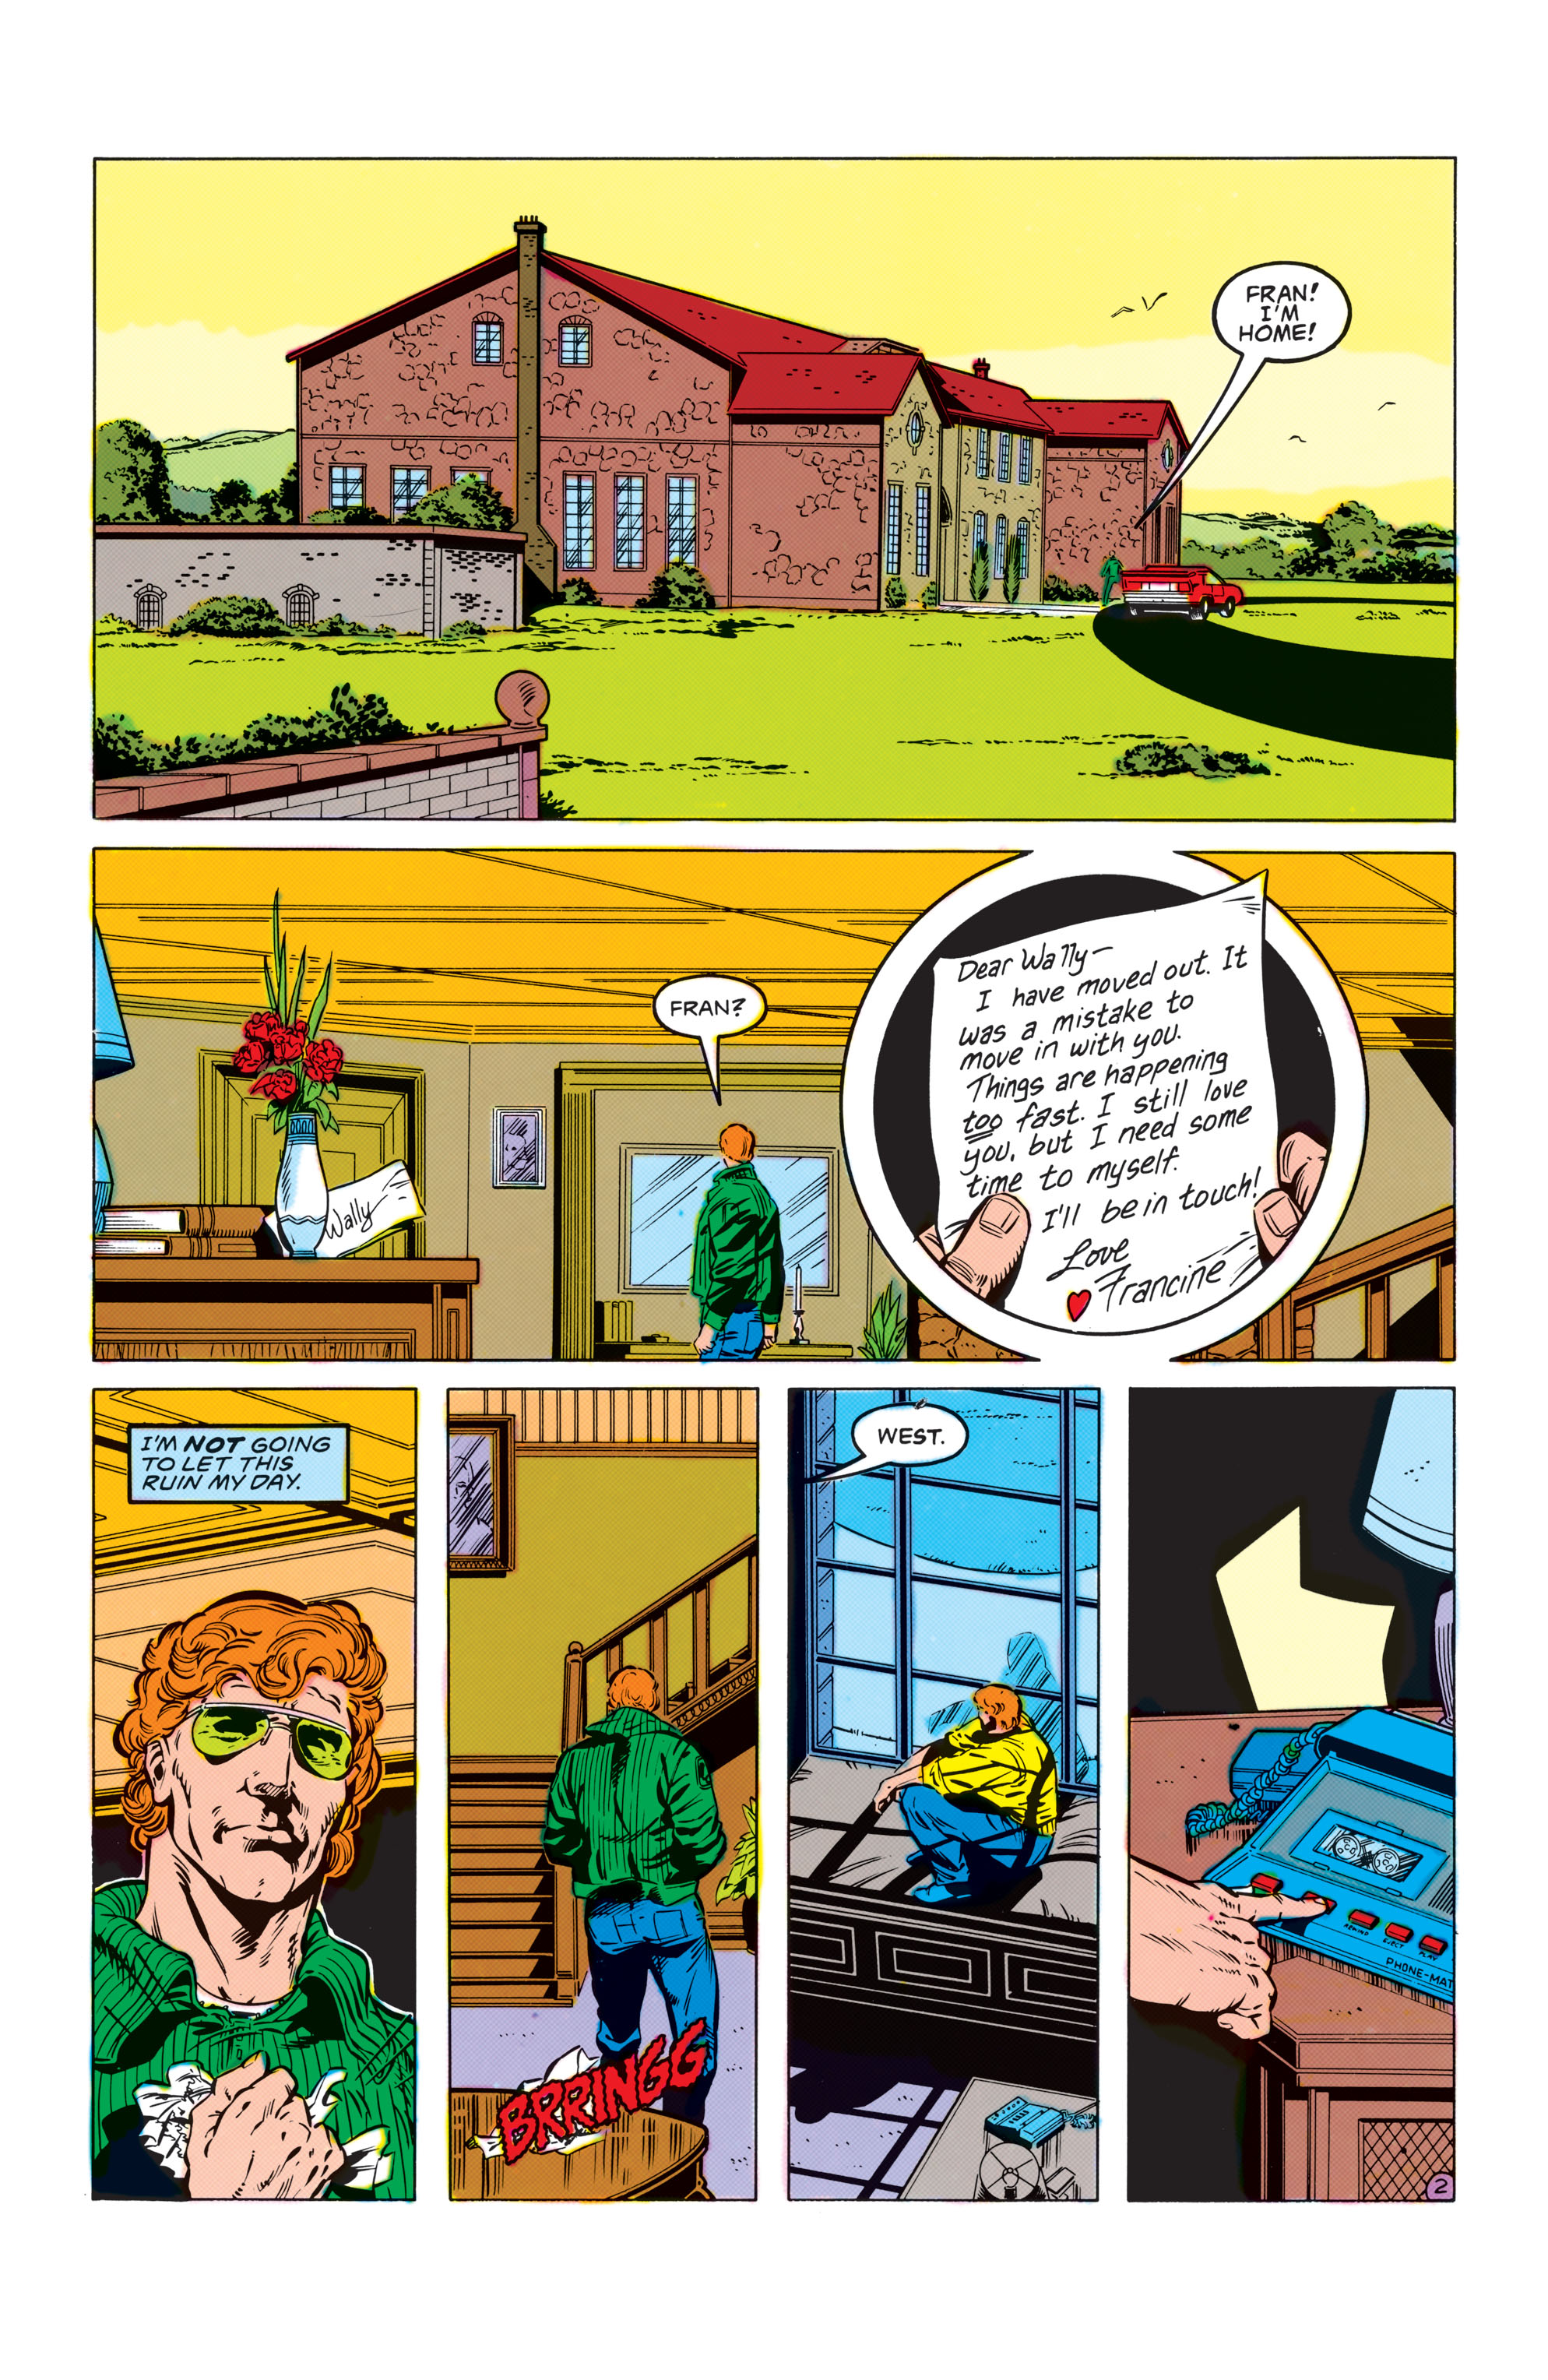 FRAN!
I'M
HOME!
FRAN?
Wally
Dear Wally—
I have moved out. It
was a mistake to
move in with you.
Things are happening
too fast. I still love
you, but I need some
time to myself.
I'll be in touch!
Love
Francine
I'M NOT GOING
TO LET THIS
RUIN MY DAY.
BRRINGG
WEST.
REWIND
EJECT
PLAY
PHONE-MAT
2